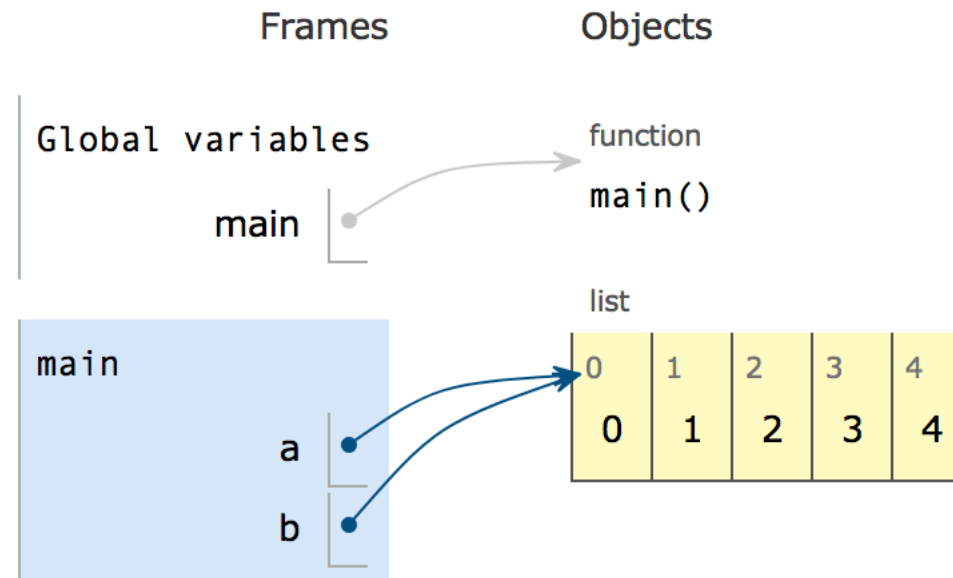 Frames Objects
Global variables
function
main()
main
list
main
0 1 2 3 4
0 1 2 3 4
a
b